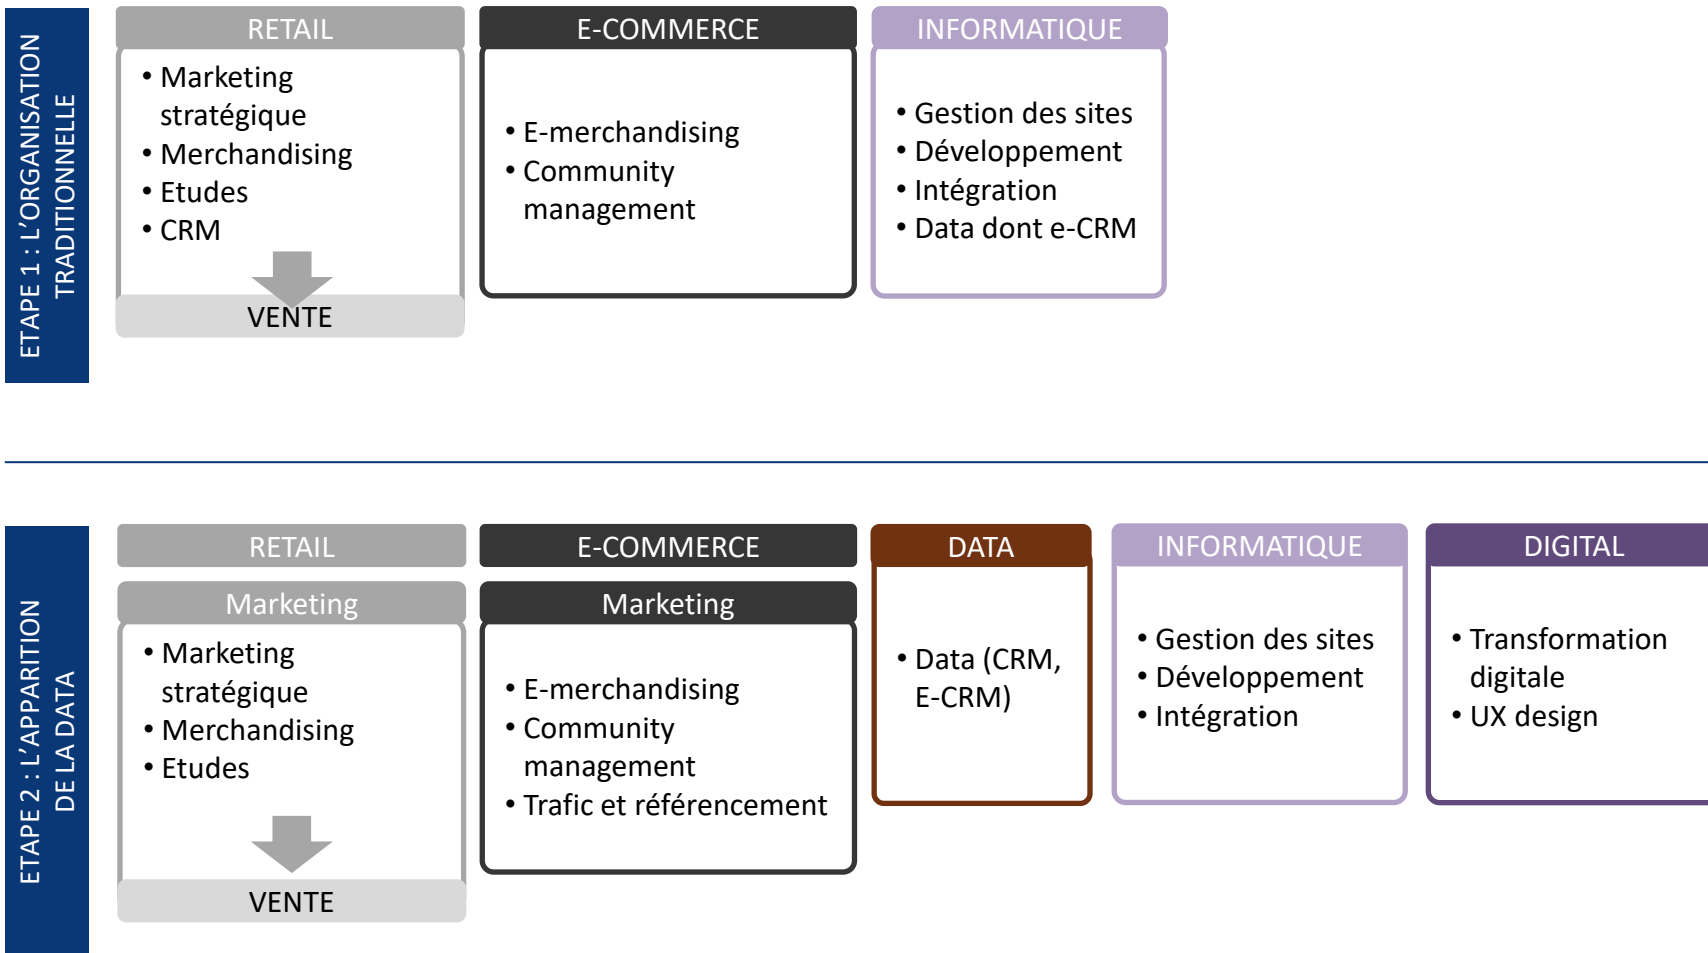 ETAPE 1 : L'ORGANISATION
TRADITIONNELLE
RETAIL
• Marketing
stratégique
• Merchandising
• Etudes
• CRM
VENTE
E-COMMERCE
• E-merchandising
• Community
management
INFORMATIQUE
• Gestion des sites
• Développement
• Intégration
• Data dont e-CRM
ETAPE 2 : L'APPARITION
DE LA DATA
RETAIL
Marketing
• Marketing
stratégique
• Merchandising
• Etudes
VENTE
E-COMMERCE
Marketing
• E-merchandising
• Community
management
• Trafic et référencement
DATA
• Data (CRM,
E-CRM)
INFORMATIQUE
• Gestion des sites
• Développement
• Intégration
DIGITAL
• Transformation
digitale
• UX design